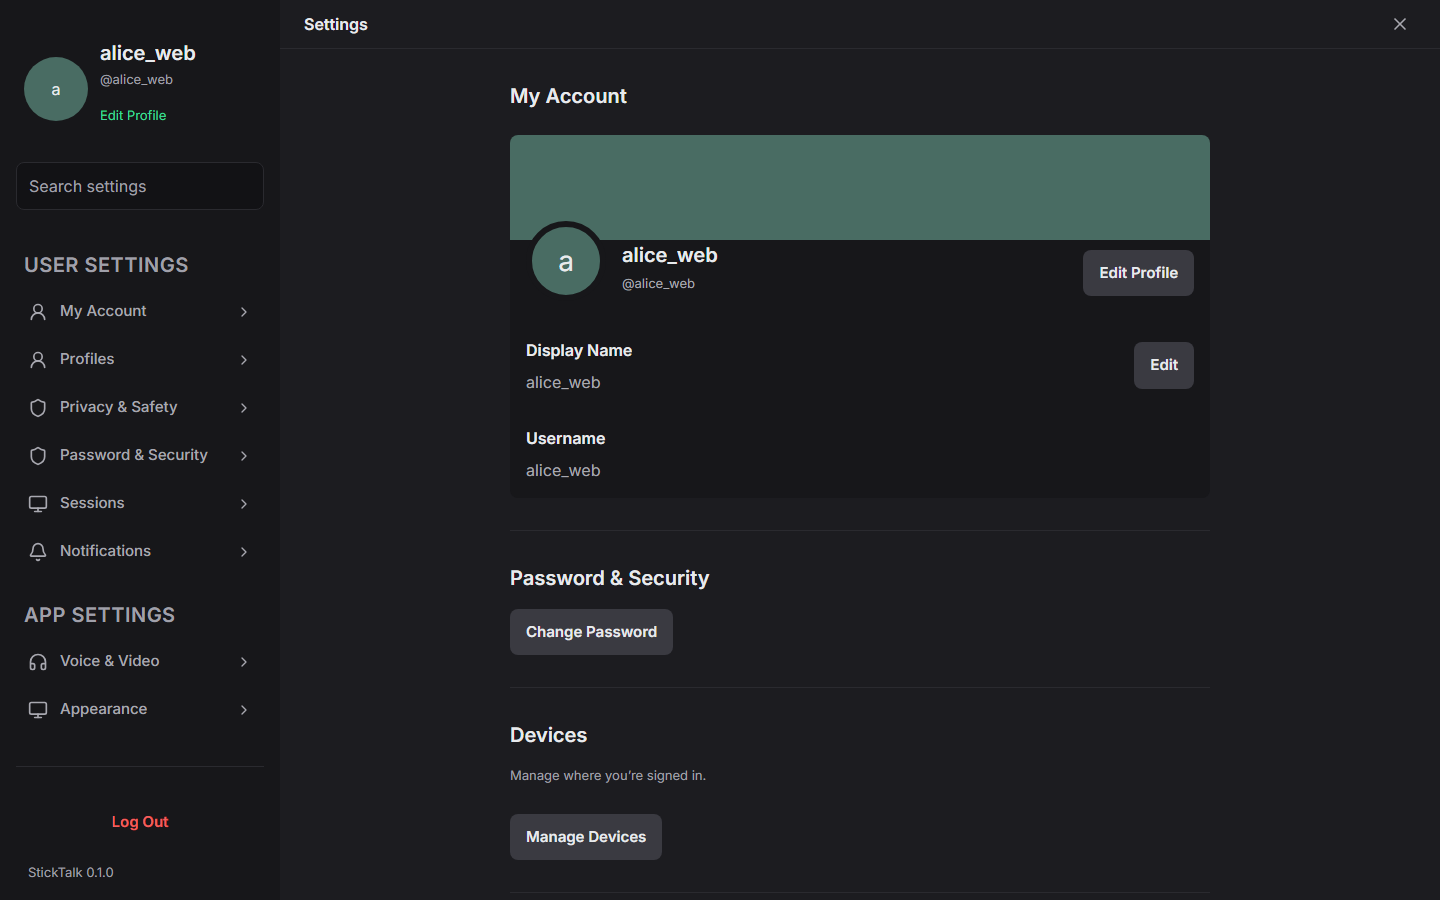 alice_web
@alice_web
a
Edit Profile
Search settings
USER SETTINGS
My Account
Profiles
Privacy & Safety
Password & Security
Sessions
Notifications
APP SETTINGS
Voice & Video
Appearance
Log Out
StickTalk 0.1.0
Settings
My Account
a
alice_web
@alice_web
Edit Profile
Display Name
alice_web
Edit
Username
alice_web
Password & Security
Change Password
Devices
Manage where you’re signed in.
Manage Devices